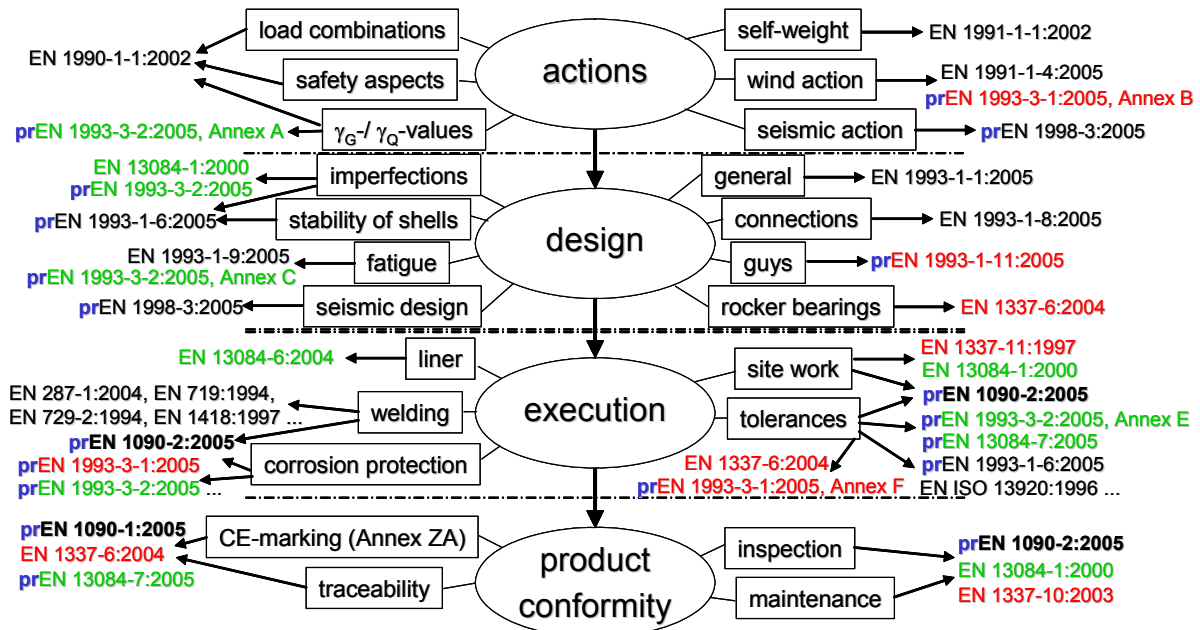 load combinations
self-weight
EN 1991-1-1:2002
EN 1990-1-1:2002
actions
safety aspects
wind action
EN 1991-1-4:2005
prEN 1993-3-1:2005, Annex B
prEN 1993-3-2:2005, Annex A
γG-/ γQ-values
seismic action
prEN 1998-3:2005
EN 13084-1:2000
prEN 1993-3-2:2005
imperfections
general
EN 1993-1-1:2005
prEN 1993-1-6:2005
stability of shells
design
connections
EN 1993-1-8:2005
EN 1993-1-9:2005
prEN 1993-3-2:2005, Annex C
fatigue
guys
prEN 1993-1-11:2005
prEN 1998-3:2005
seismic design
rocker bearings
EN 1337-6:2004
EN 13084-6:2004
liner
site work
EN 1337-11:1997
EN 13084-1:2000
EN 287-1:2004, EN 719:1994,
EN 729-2:1994, EN 1418:1997 ...
welding
execution
tolerances
prEN 1090-2:2005
prEN 1993-3-2:2005, Annex E
prEN 13084-7:2005
prEN 1090-2:2005
prEN 1993-3-1:2005
prEN 1993-3-2:2005 ...
corrosion protection
EN 1337-6:2004
prEN 1993-3-1:2005, Annex F
prEN 1993-1-6:2005
EN ISO 13920:1996 ...
prEN 1090-1:2005
EN 1337-6:2004
prEN 13084-7:2005
CE-marking (Annex ZA)
traceability
product
conformity
inspection
maintenance
prEN 1090-2:2005
EN 13084-1:2000
EN 1337-10:2003